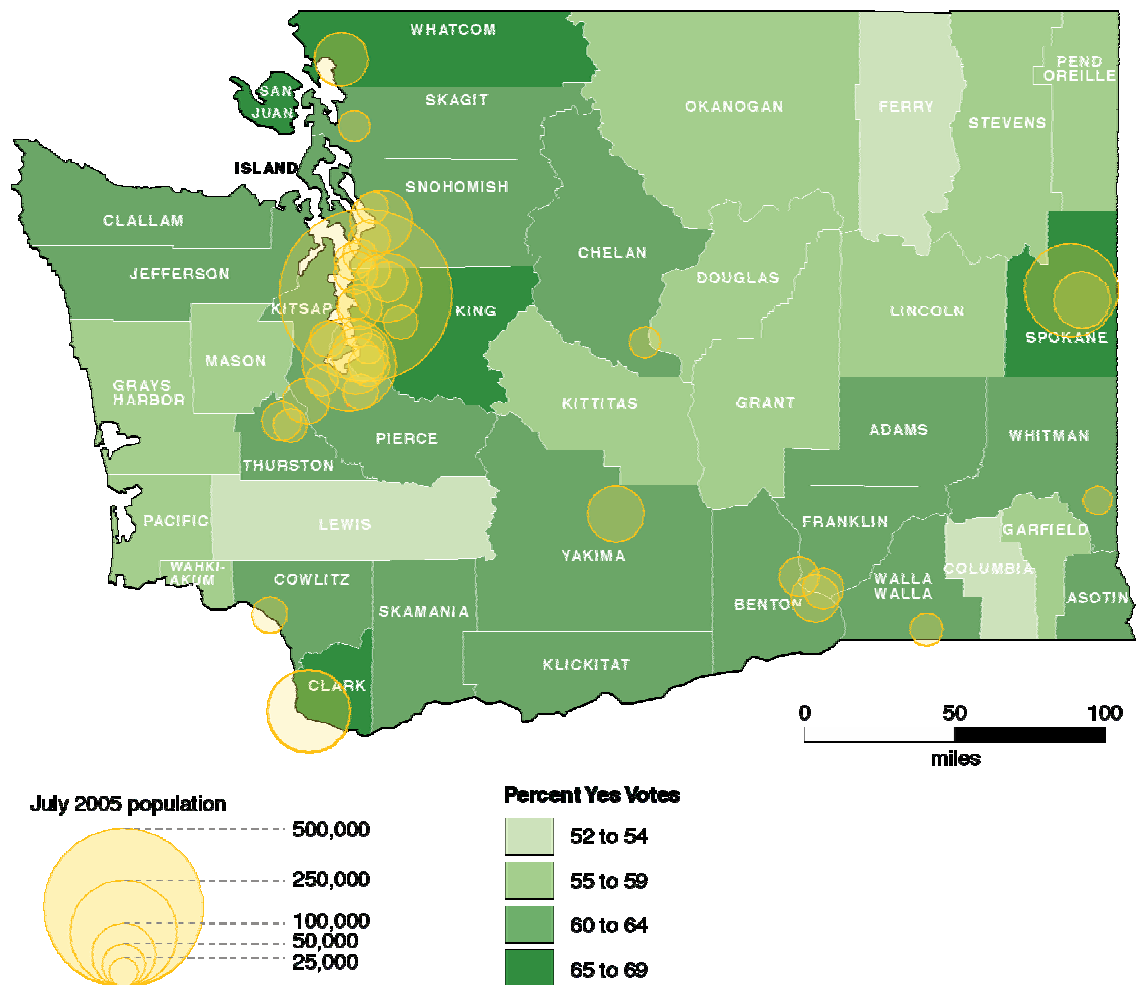 WHATCOM
SAN
JUAN
SKAGIT
OKANOGAN
FERRY
PEND
OREILLE
STEVENS
ISLAND
SNOHOMISH
CLALLAM
CHELAN
JEFFERSON
DOUGLAS
KITSAP
KING
LINCOLN
SPOKANE
MASON
GRAYS
HARBOR
KITTITAS
GRANT
PIERCE
ADAMS
WHITMAN
THURSTON
PACIFIC
LEWIS
FRANKLIN
GARFIELD
YAKIMA
WAHKI-
AKUM
COWLITZ
COLUMBIA
WALLA
WALLA
SKAMANIA
BENTON
ASOTIN
KLICKITAT
CLARK
0 50 100
miles
July 2005 population
500,000
250,000
100,000
50,000
25,000
Percent Yes Votes
52 to 54
55 to 59
60 to 64
65 to 69